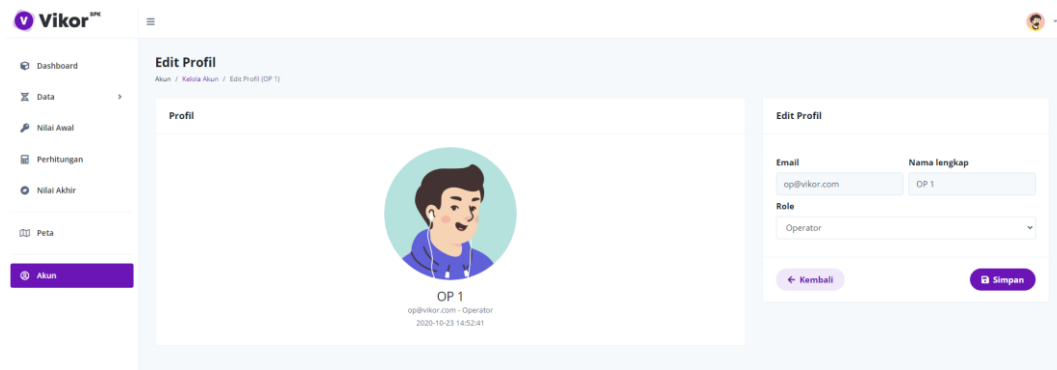 V Vikor SPK
Dashboard
Data
Nilai Awal
Perhitungan
Nilai Akhir
Peta
Akun
Edit Profil
Akun / Kelola Akun / Edit Profil (OP 1)
Profil
OP 1
op@vikor.com - Operator
2020-10-23 14:52:41
Edit Profil
Email Nama lengkap
op@vikor.com OP 1
Role
Operator
Kembali Simpan